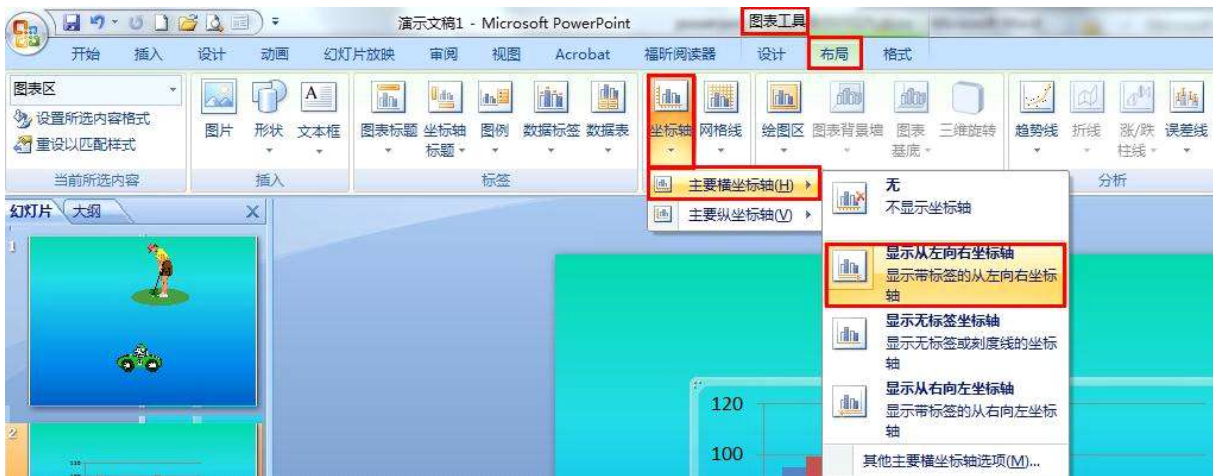 演示文稿1 - Microsoft PowerPoint
图表工具
开始 插入 设计 动画 幻灯片放映 审阅 视图 Acrobat 福昕阅读器 设计 布局 格式
图表区
设置所选内容格式
重设以匹配样式
当前所选内容
图片 形状 文本框
插入
图表标题 坐标轴标题 图例 数据标签 数据表
标签
坐标轴 网格线
绘图区 图表背景墙 图表基底 三维旋转
趋势线 折线 涨/跌柱线 误差线
分析
主要横坐标轴(H)
主要纵坐标轴(V)
无
不显示坐标轴
显示从左向右坐标轴
显示带标签的从左向右坐标
轴
显示无标签坐标轴
显示无标签或刻度线的坐标
轴
显示从右向左坐标轴
显示带标签的从右向左坐标
轴
其他主要横坐标轴选项(M)...
幻灯片 大纲
1
2
120
100